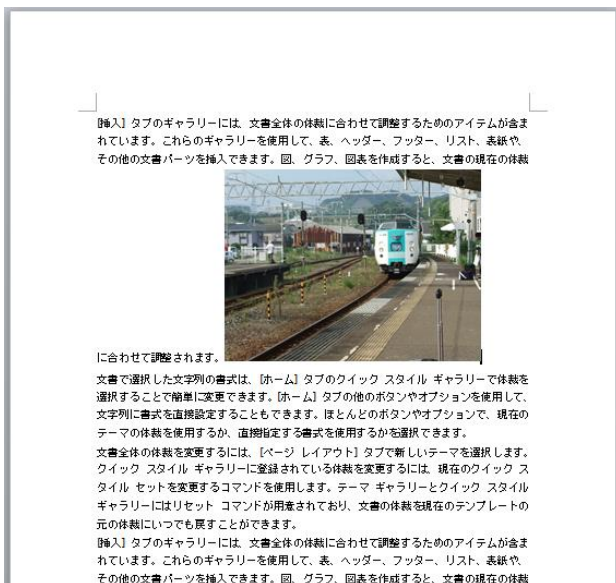 [挿入] タブのギャラリーには、文書全体の体裁に合わせて調整するためのアイテムが含ま
れています。これらのギャラリーを使用して、表、ヘッダー、フッター、リスト、表紙や、
その他の文書パーツを挿入できます。図、グラフ、図表を作成すると、文書の現在の体裁
に合わせて調整されます。
文書で選択した文字列の書式は、[ホーム] タブのクイック スタイル ギャラリーで体裁を
選択することで簡単に変更できます。[ホーム] タブの他のボタンやオプションを使用して、
文字列に書式を直接設定することもできます。ほとんどのボタンやオプションで、現在の
テーマの体裁を使用するか、直接指定する書式を使用するかを選択できます。
文書全体の体裁を変更するには、[ページ レイアウト] タブで新しいテーマを選択します。
クイック スタイル ギャラリーに登録されている体裁を変更するには、現在のクイック ス
タイル セットを変更するコマンドを使用します。テーマ ギャラリーとクイック スタイル
ギャラリーにはリセット コマンドが用意されており、文書の体裁を現在のテンプレートの
元の体裁にいつでも戻すことができます。
[挿入] タブのギャラリーには、文書全体の体裁に合わせて調整するためのアイテムが含ま
れています。これらのギャラリーを使用して、表、ヘッダー、フッター、リスト、表紙や、
その他の文書パーツを挿入できます。図、グラフ、図表を作成すると、文書の現在の体裁